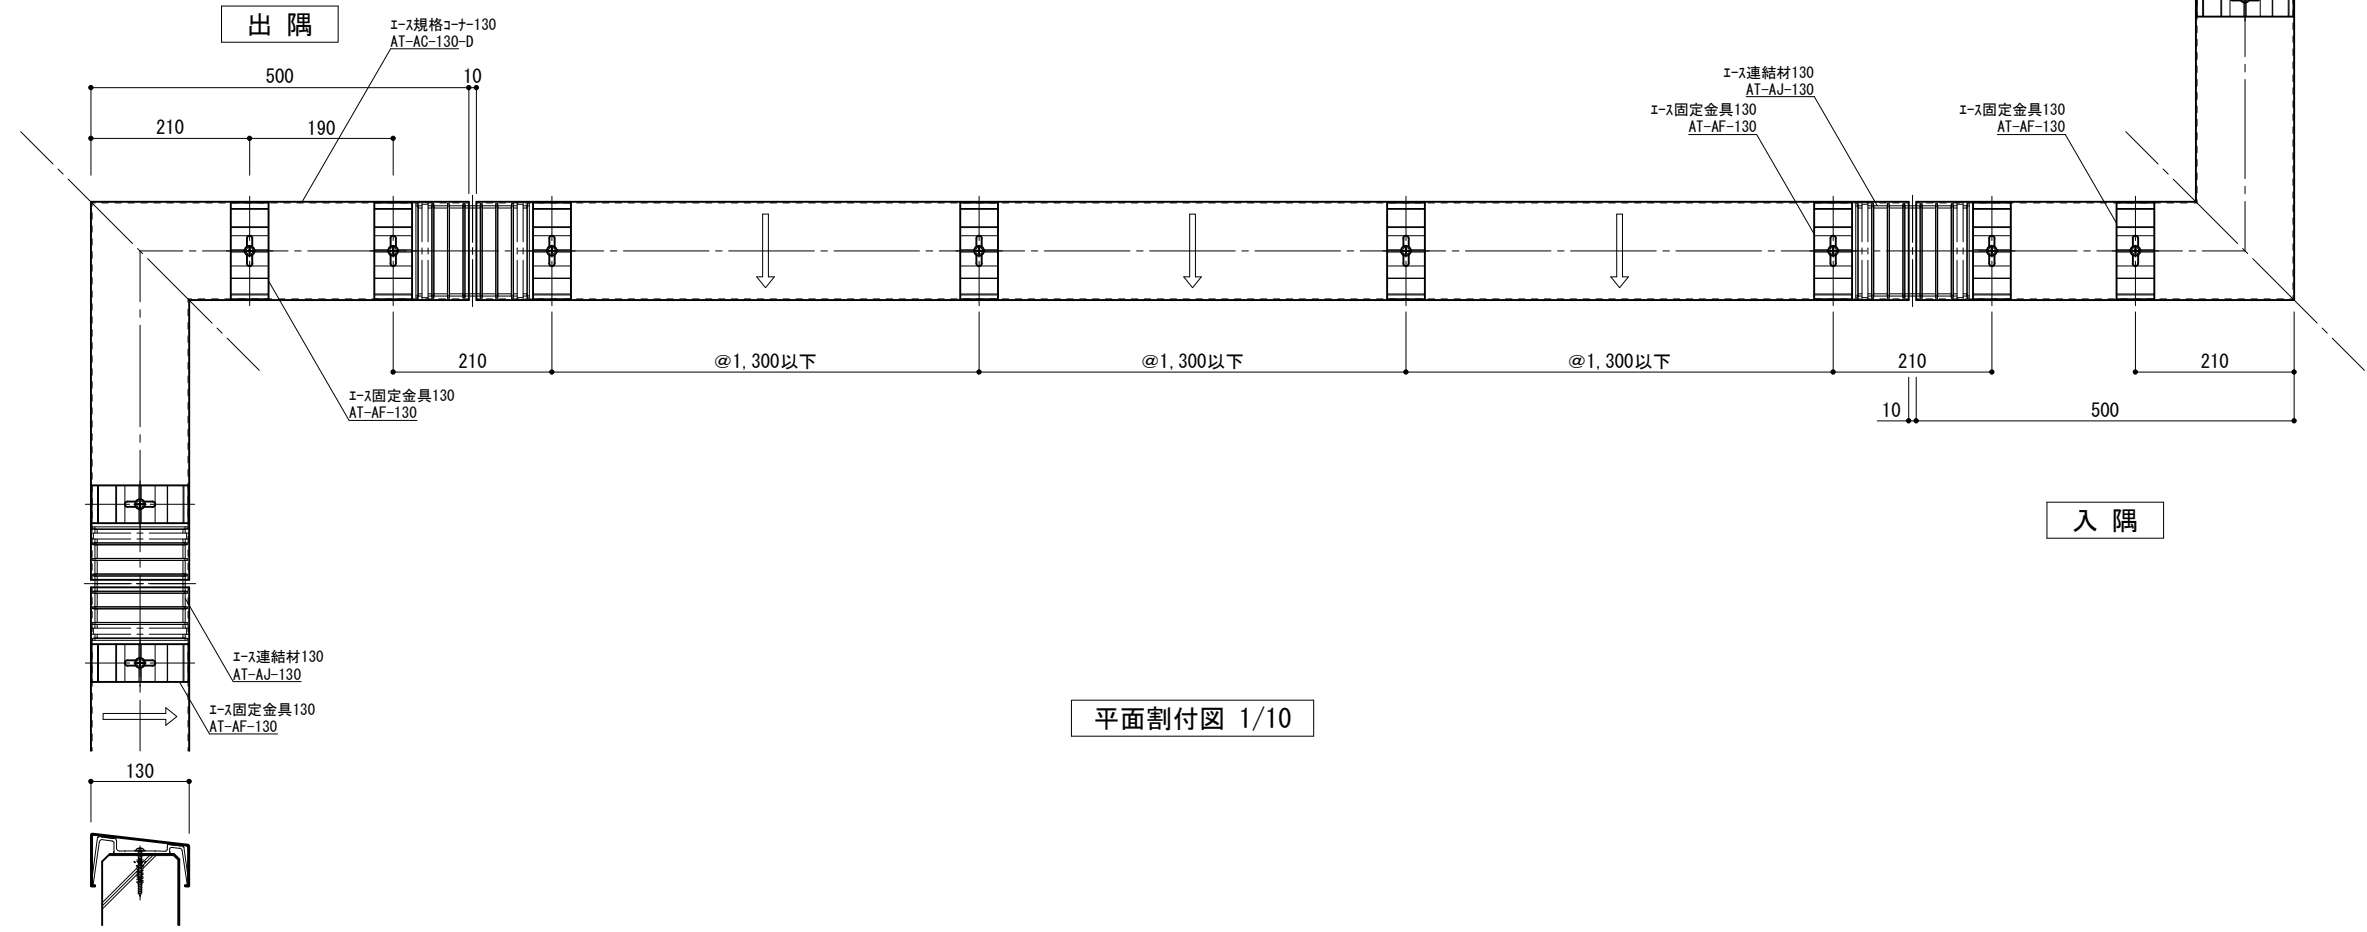 出 隅
ｴｰｽ規格ｺｰﾅｰ130
AT-AC-130-D
500
10
210
190
ｴｰｽ連結材130
AT-AJ-130
ｴｰｽ固定金具130
AT-AF-130
ｴｰｽ固定金具130
AT-AF-130
210
@1,300以下
@1,300以下
@1,300以下
210
210
10
500
ｴｰｽ固定金具130
AT-AF-130
入 隅
ｴｰｽ連結材130
AT-AJ-130
ｴｰｽ固定金具130
AT-AF-130
平面割付図 1/10
130